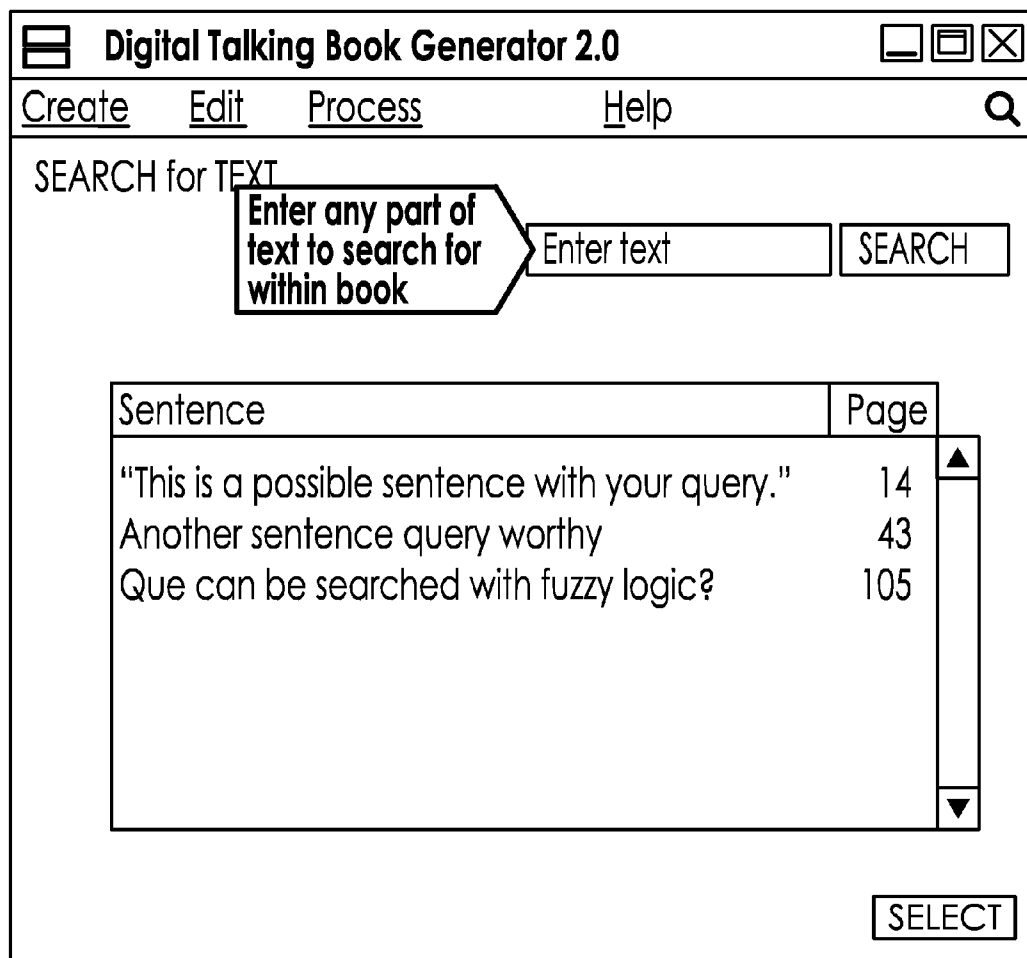 Digital Talking Book Generator 2.0
Create Edit Process Help
SEARCH for TEXT
Enter any part of
text to search for
within book
Enter text SEARCH
Sentence Page
“This is a possible sentence with your query.” 14
Another sentence query worthy 43
Que can be searched with fuzzy logic? 105
SELECT